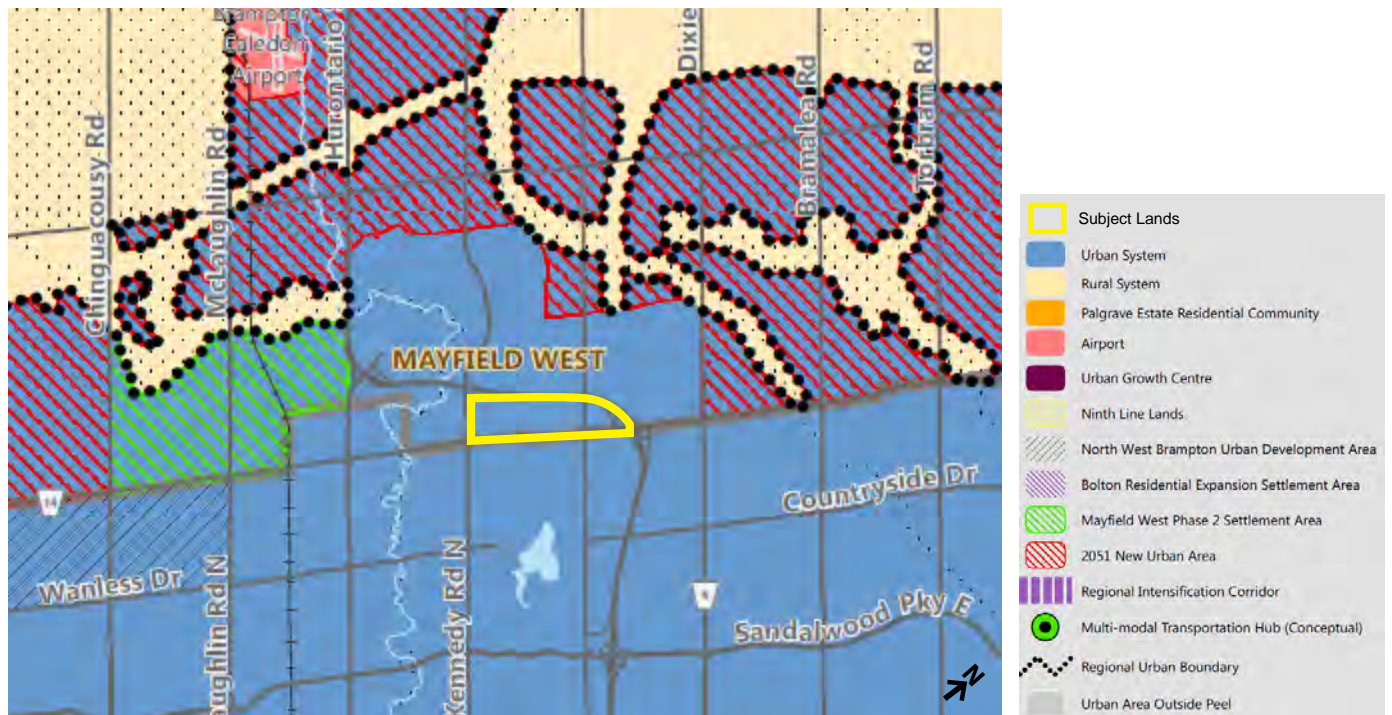 Brampton
Caledon
Airport
Hurontario
Dixie
Bramalea Rd
Torbram Rd
Chinguacousy Rd
McLaughlin Rd
MAYFIELD WEST
14
Countryside Dr
Wanless Dr
Kennedy Rd N
aughlin Rd N
Sandalwood Pky E
N
Subject Lands
Urban System
Rural System
Palgrave Estate Residential Community
Airport
Urban Growth Centre
Ninth Line Lands
North West Brampton Urban Development Area
Bolton Residential Expansion Settlement Area
Mayfield West Phase 2 Settlement Area
2051 New Urban Area
Regional Intensification Corridor
Multi-modal Transportation Hub (Conceptual)
Regional Urban Boundary
Urban Area Outside Peel